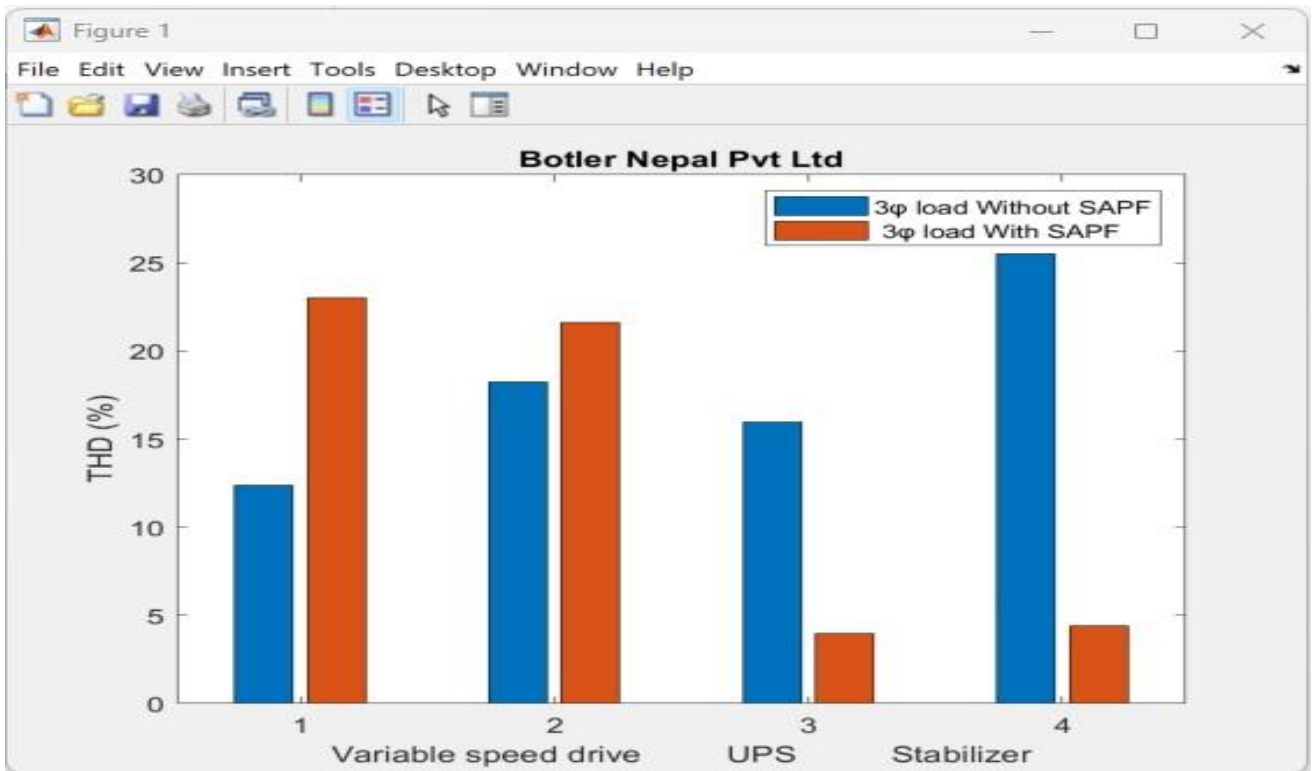 Figure 1
File Edit View Insert Tools Desktop Window Help
Botler Nepal Pvt Ltd
3φ load Without SAPF
3φ load With SAPF
30
25
20
15
10
5
0
THD (%)
1 2 3 4
Variable speed drive UPS Stabilizer